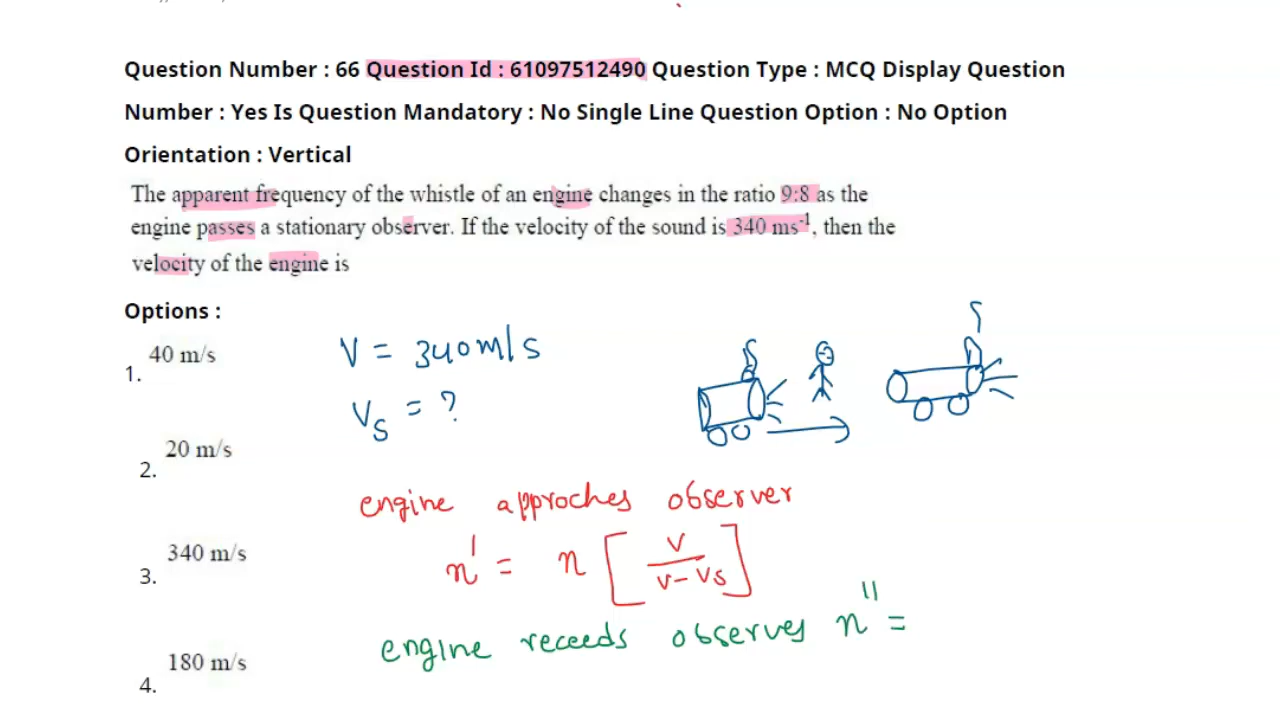 Question Number : 66 Question Id : 61097512490 Question Type : MCQ Display Question
Number : Yes Is Question Mandatory : No Single Line Question Option : No Option
Orientation : Vertical
The apparent frequency of the whistle of an engine changes in the ratio 9:8 as the
engine passes a stationary observer. If the velocity of the sound is 340 ms⁻¹, then the
velocity of the engine is
Options :
1. 40 m/s
2. 20 m/s
3. 340 m/s
4. 180 m/s
V = 340 m/s
Vs = ?
engine approches observer
n' = n [ V / V - Vs ]
engine receeds observes n'' =